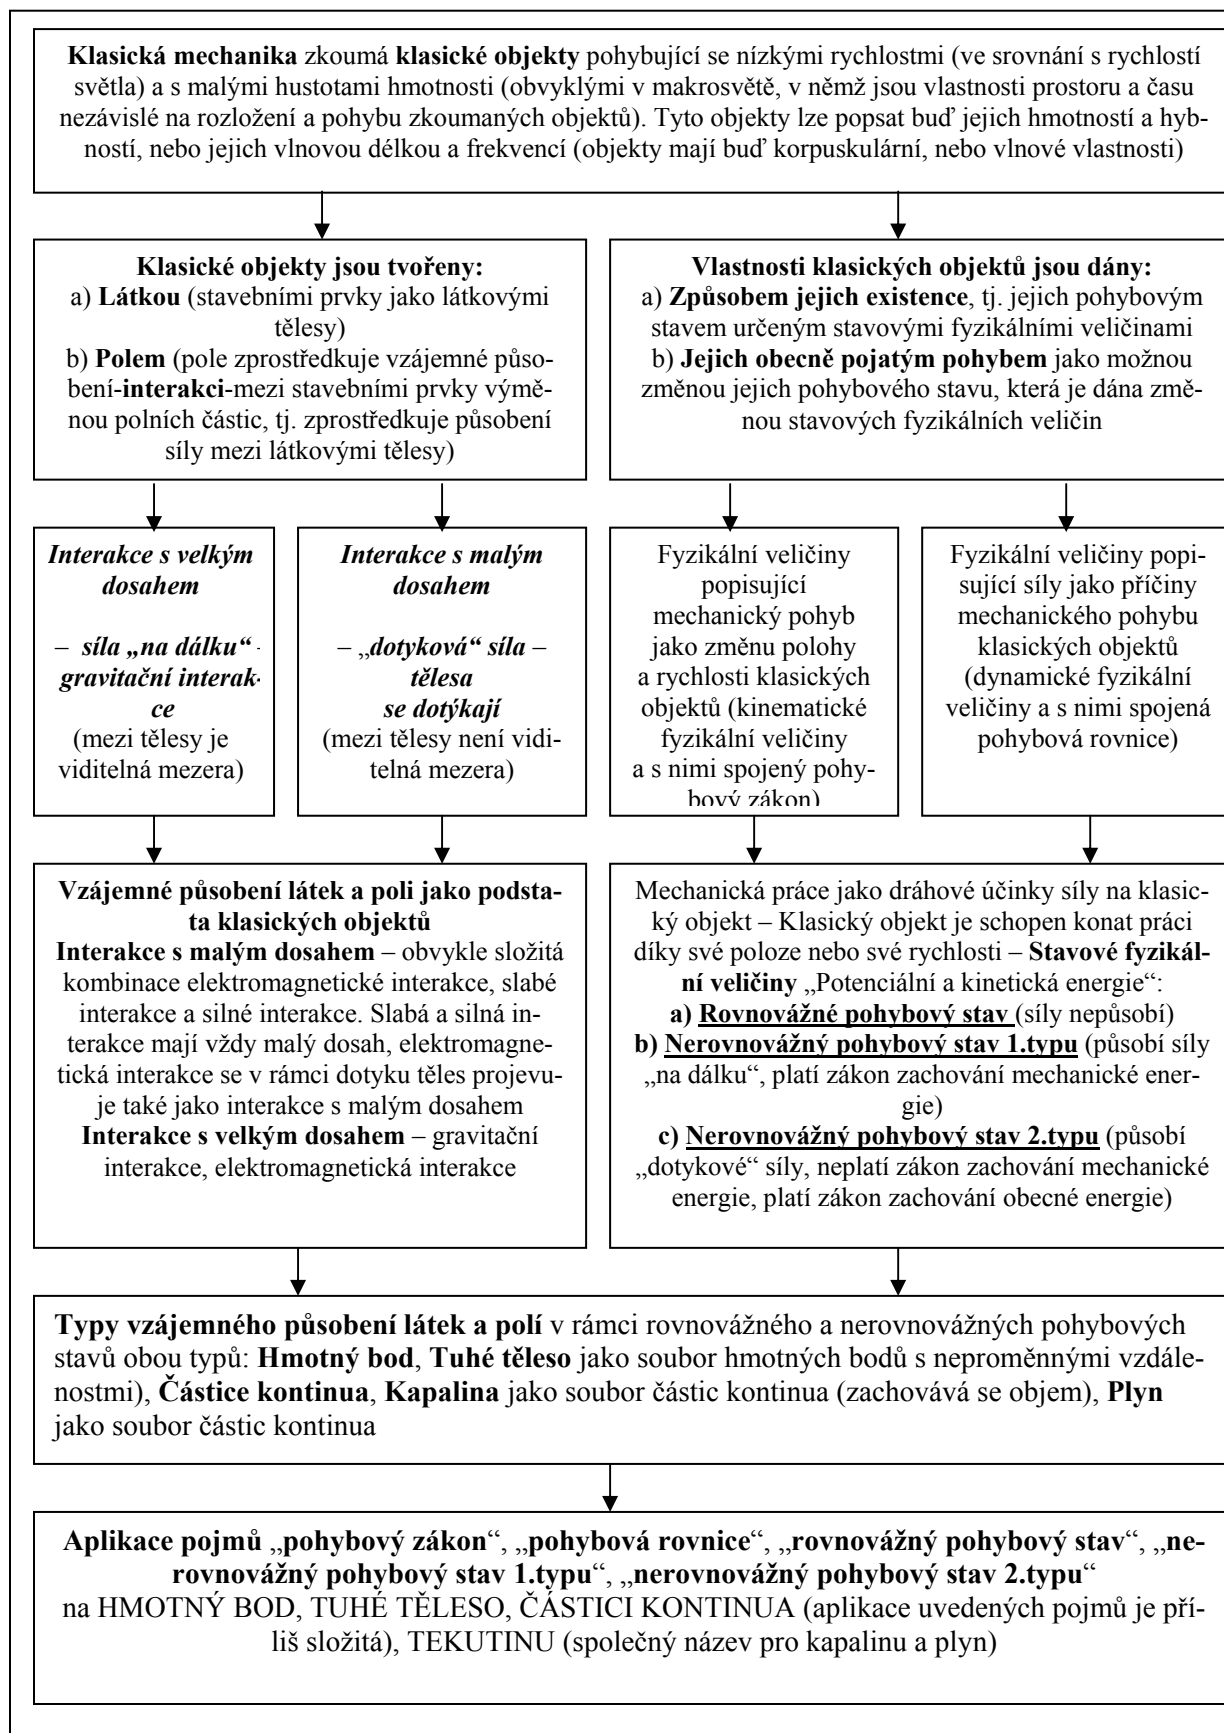 Klasická mechanika zkoumá klasické objekty pohybující se nízkými rychlostmi (ve srovnání s rychlostí
světla) a s malými hustotami hmotnosti (obvyklými v makrosvětě, v němž jsou vlastnosti prostoru a času
nezávislé na rozložení a pohybu zkoumaných objektů). Tyto objekty lze popsat buď jejich hmotností a hyb-
ností, nebo jejich vlnovou délkou a frekvencí (objekty mají buď korpuskulární, nebo vlnové vlastnosti)
Klasické objekty jsou tvořeny:
a) Látkou (stavebními prvky jako látkovými
tělesy)
b) Polem (pole zprostředkuje vzájemné půso-
bení-interakci-mezi stavebními prvky výmě-
nou polních částic, tj. zprostředkuje působení
síly mezi látkovými tělesy)
Vlastnosti klasických objektů jsou dány:
a) Způsobem jejich existence, tj. jejich pohybovým
stavem určeným stavovými fyzikálními veličinami
b) Jejich obecně pojatým pohybem jako možnou
změnou jejich pohybového stavu, která je dána změ-
nou stavových fyzikálních veličin
Interakce s velkým
dosahem
– síla „na dálku“ -
gravitační interak-
ce
(mezi tělesy je
viditelná mezera)
Interakce s malým
dosahem
– „dotyková“ síla –
tělesa
se dotýkají
(mezi tělesy není vidi-
telná mezera)
Fyzikální veličiny
popisující
mechanický pohyb
jako změnu polohy
a rychlosti klasických
objektů (kinematické
fyzikální veličiny
a s nimi spojený pohy-
bový zákon)
Fyzikální veličiny popi-
sující síly jako příčiny
mechanického pohybu
klasických objektů
(dynamické fyzikální
veličiny a s nimi spojená
pohybová rovnice)
Vzájemné působení látek a poli jako podsta-
ta klasických objektů
Interakce s malým dosahem – obvykle složitá
kombinace elektromagnetické interakce, slabé
interakce a silné interakce. Slabá a silná in-
terakce mají vždy malý dosah, elektromagne-
tická interakce se v rámci dotyku těles projevu-
je také jako interakce s malým dosahem
Interakce s velkým dosahem – gravitační
interakce, elektromagnetická interakce
Mechanická práce jako dráhové účinky síly na klasic-
ký objekt – Klasický objekt je schopen konat práci
díky své poloze nebo své rychlosti – Stavové fyzikál-
ní veličiny „Potenciální a kinetická energie“:
a) Rovnovážné pohybový stav (síly nepůsobí)
b) Nerovnovážný pohybový stav 1.typu (působí síly
„na dálku“, platí zákon zachování mechanické ener-
gie)
c) Nerovnovážný pohybový stav 2.typu (působí
„dotykové“ síly, neplatí zákon zachování mechanické
energie, platí zákon zachování obecné energie)
Typy vzájemného působení látek a polí v rámci rovnovážného a nerovnovážných pohybových
stavů obou typů: Hmotný bod, Tuhé těleso jako soubor hmotných bodů s neproměnnými vzdále-
nostmi), Částice kontinua, Kapalina jako soubor částic kontinua (zachovává se objem), Plyn
jako soubor částic kontinua
Aplikace pojmů „pohybový zákon“, „pohybová rovnice“, „rovnovážný pohybový stav“, „ne-
rovnovážný pohybový stav 1.typu“, „nerovnovážný pohybový stav 2.typu“
na HMOTNÝ BOD, TUHÉ TĚLESO, ČÁSTICI KONTINUA (aplikace uvedených pojmů je pří-
liš složitá), TEKUTINU (společný název pro kapalinu a plyn)